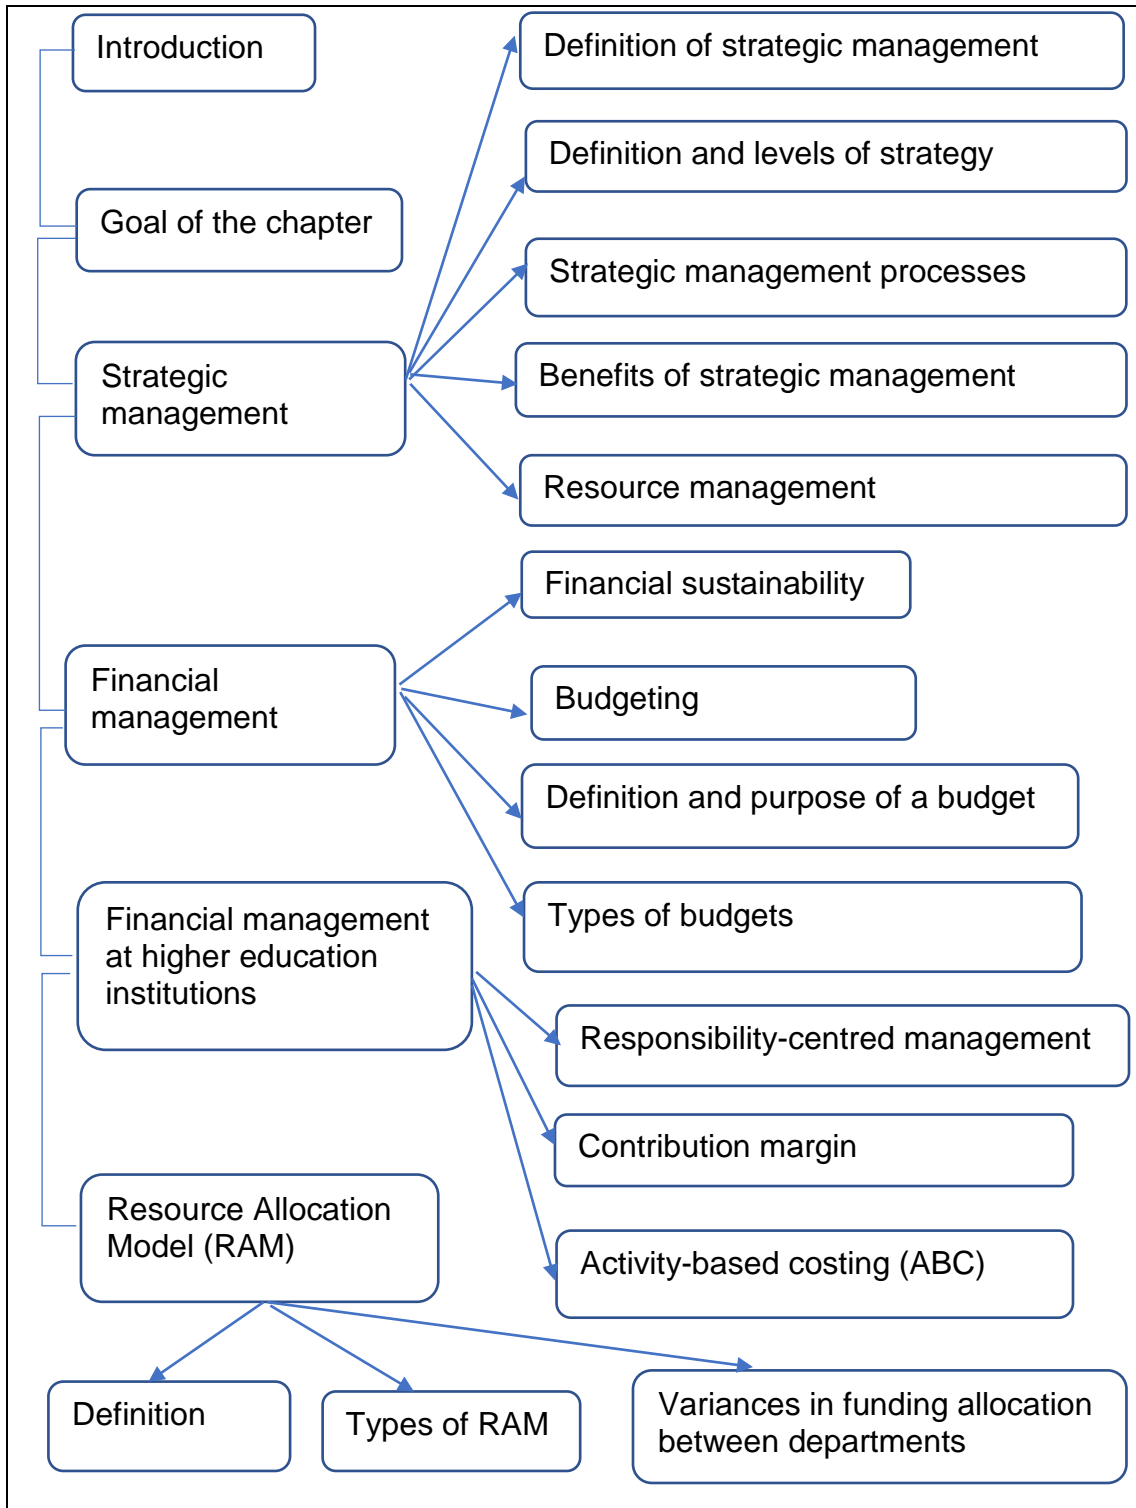 Introduction
Goal of the chapter
Strategic
management
Definition of strategic management
Definition and levels of strategy
Strategic management processes
Benefits of strategic management
Resource management
Financial
management
Financial sustainability
Budgeting
Definition and purpose of a budget
Types of budgets
Financial management
at higher education
institutions
Responsibility-centred management
Contribution margin
Activity-based costing (ABC)
Resource Allocation
Model (RAM)
Definition
Types of RAM
Variances in funding allocation
between departments